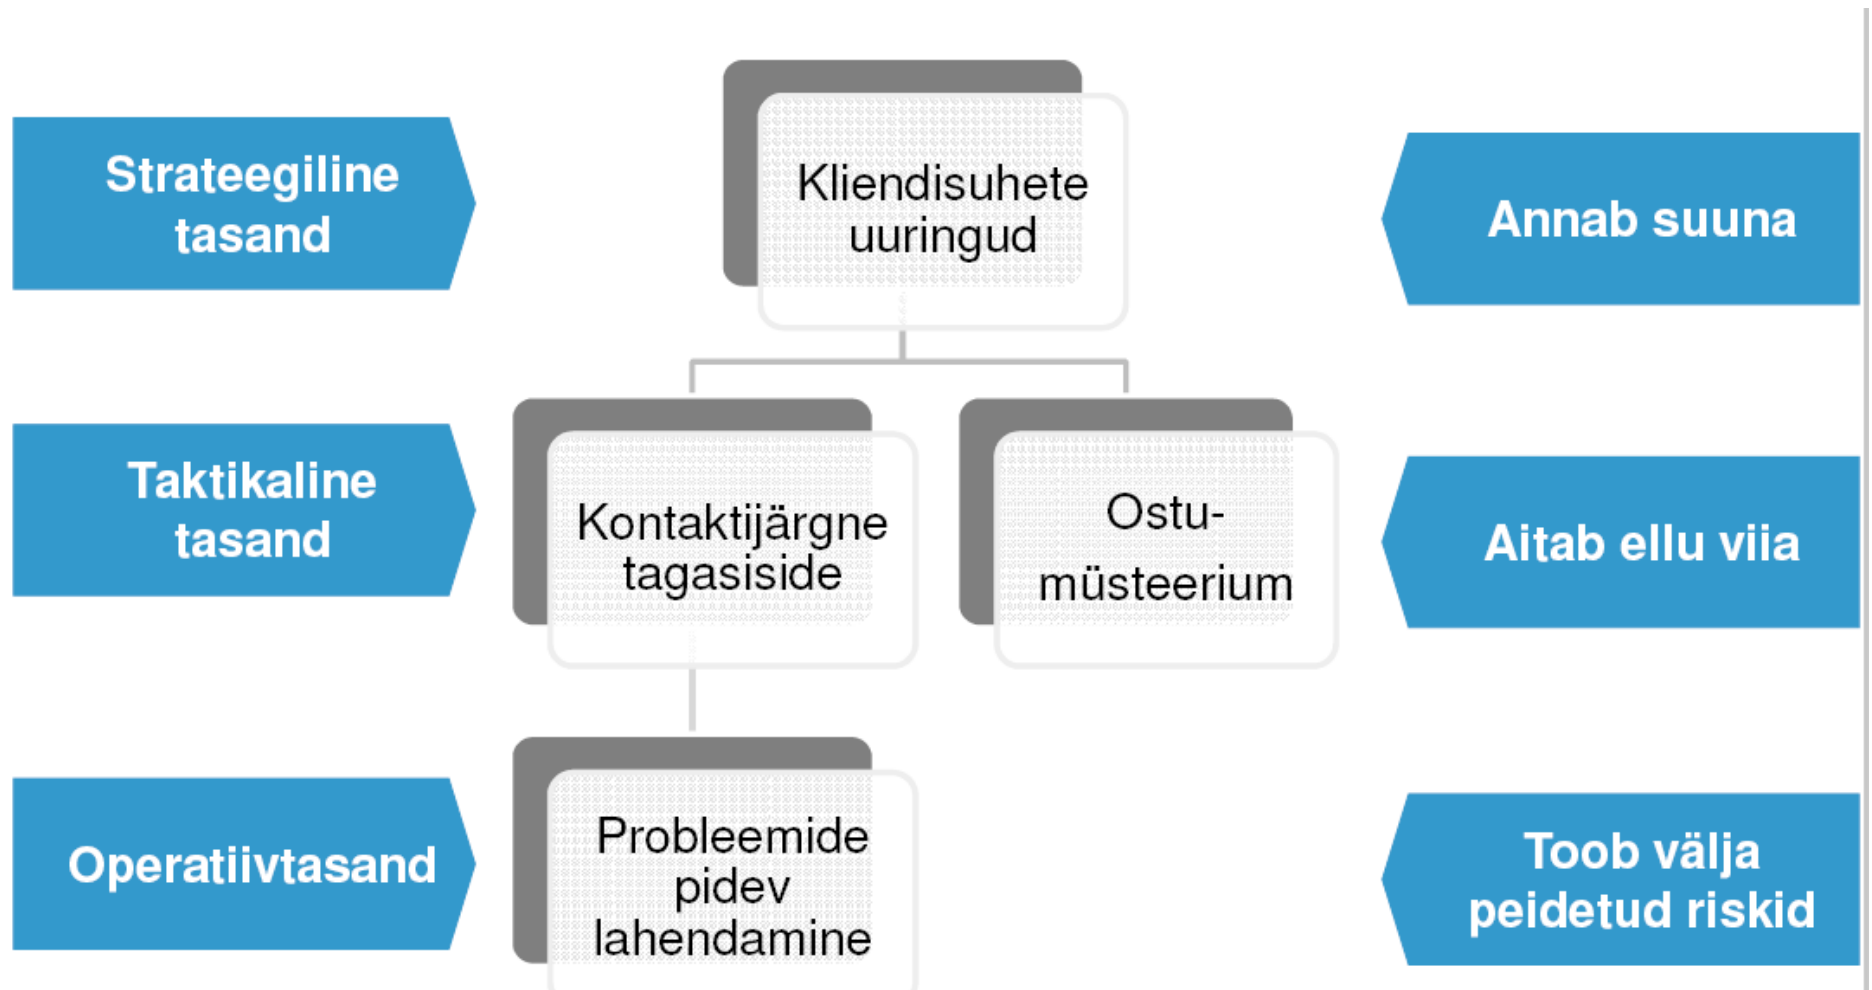 Strateegiline
tasand
Kliendisuhete
uuringud
Annab suuna
Taktikaline
tasand
Kontaktijärgne
tagasiside
Ostu-
müsteerium
Aitab ellu viia
Operatiivtasand
Probleemide
pidev
lahendamine
Toob välja
peidetud riskid